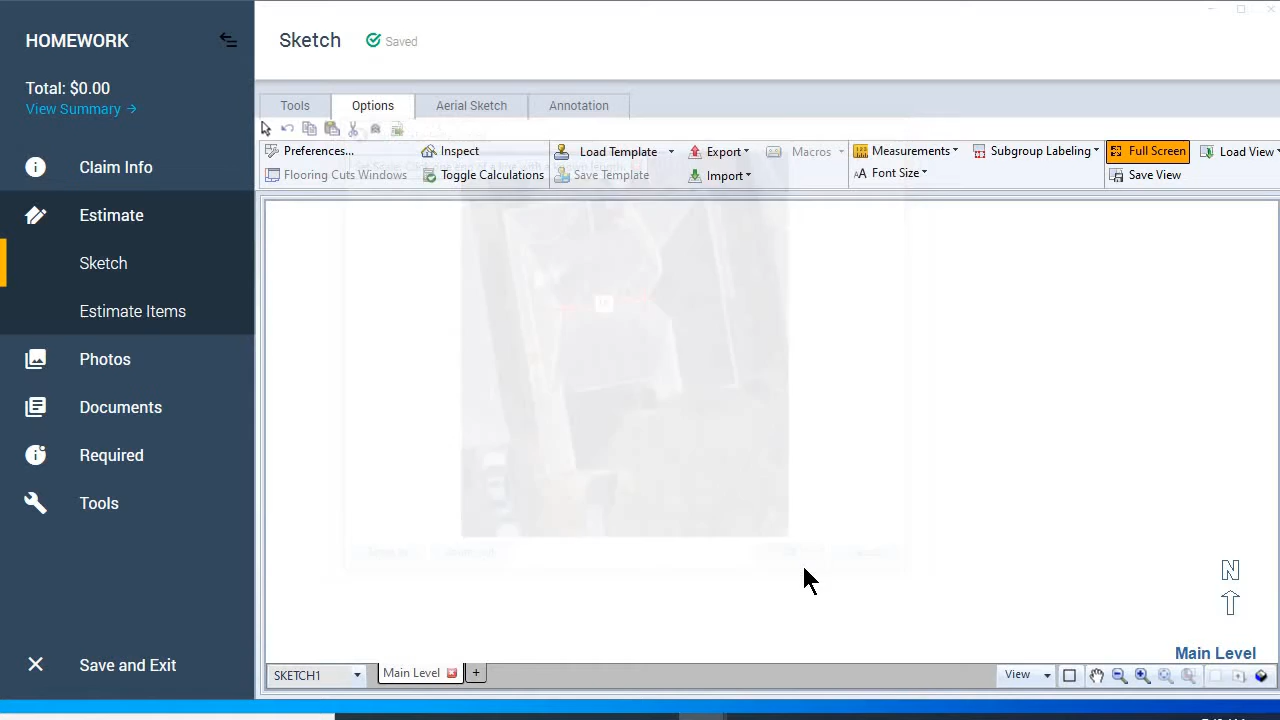 HOMEWORK
Sketch
Saved
Total: $0.00
View Summary
Tools
Options
Aerial Sketch
Annotation
Preferences...
Inspect
Load Template
Export
Macros
Measurements
Subgroup Labeling
Full Screen
Load View
Flooring Cuts Windows
Toggle Calculations
Save Template
Import
Font Size
Save View
Claim Info
Estimate
Sketch
Estimate Items
Photos
Documents
Required
Tools
Save and Exit
N
Main Level
SKETCH1
Main Level
+
View